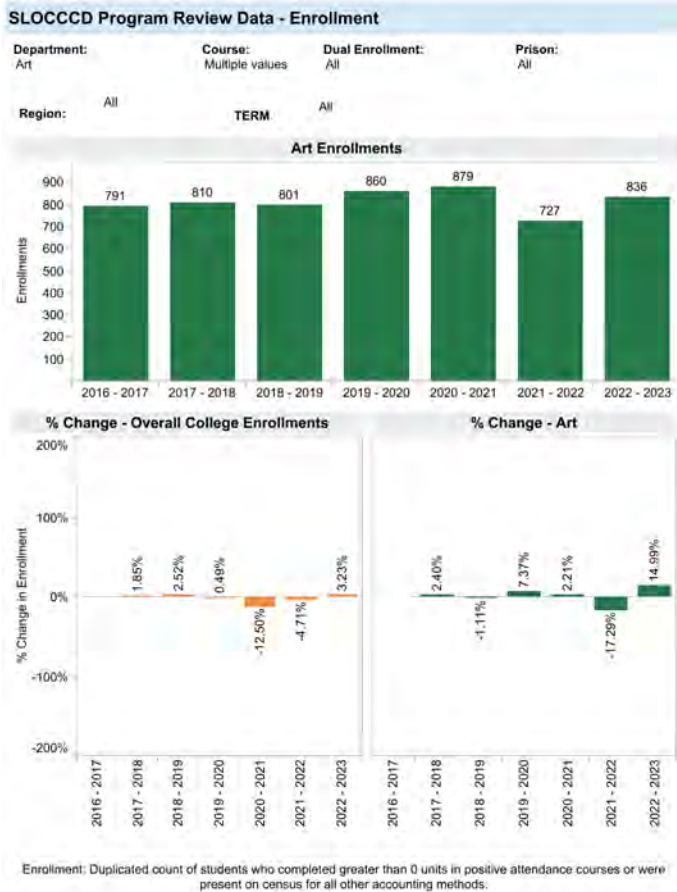 SLOCCCD Program Review Data - Enrollment
Department: Course: Dual Enrollment: Prison:
Art Multiple values All All
Region: All TERM All
Art Enrollments
Enrollments
900
800
700
600
500
400
300
200
100
791 810 801 860 879 727 836
2016 - 2017 2017 - 2018 2018 - 2019 2019 - 2020 2020 - 2021 2021 - 2022 2022 - 2023
% Change - Overall College Enrollments % Change - Art
% Change in Enrollment
200%
100%
0%
-100%
-200%
1.85% 2.52% 0.49% -12.50% -4.71% 3.23%
2.40% -1.11% 7.37% 2.21% -17.29% 14.99%
2016 - 2017 2017 - 2018 2018 - 2019 2019 - 2020 2020 - 2021 2021 - 2022 2022 - 2023
2016 - 2017 2017 - 2018 2018 - 2019 2019 - 2020 2020 - 2021 2021 - 2022 2022 - 2023
Enrollment: Duplicated count of students who completed greater than 0 units in positive attendance courses or were
present on census for all other accounting methods.